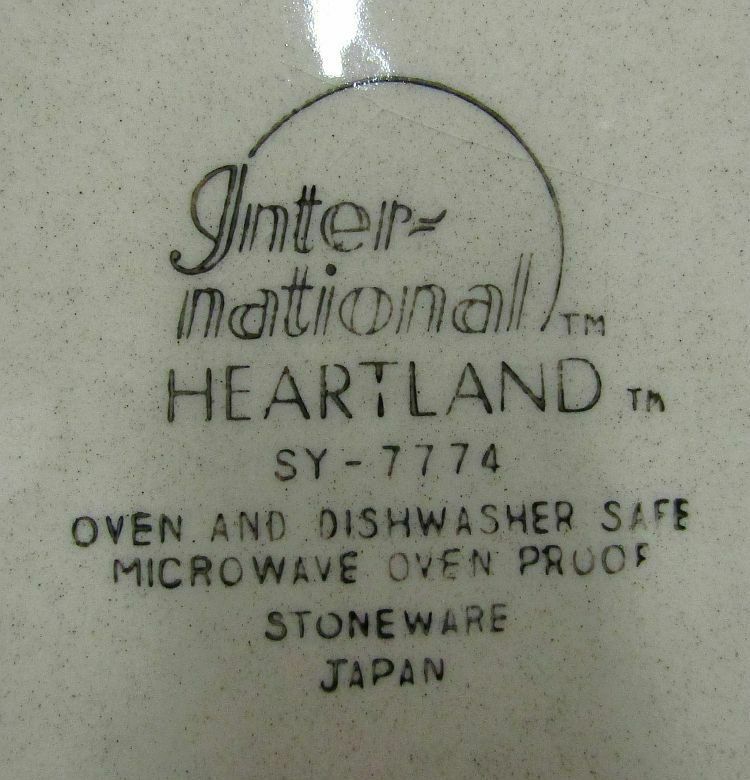 Inter-
national TM
HEARTLAND TM
SY-7774
OVEN AND DISHWASHER SAFE
MICROWAVE OVEN PROOF
STONEWARE
JAPAN